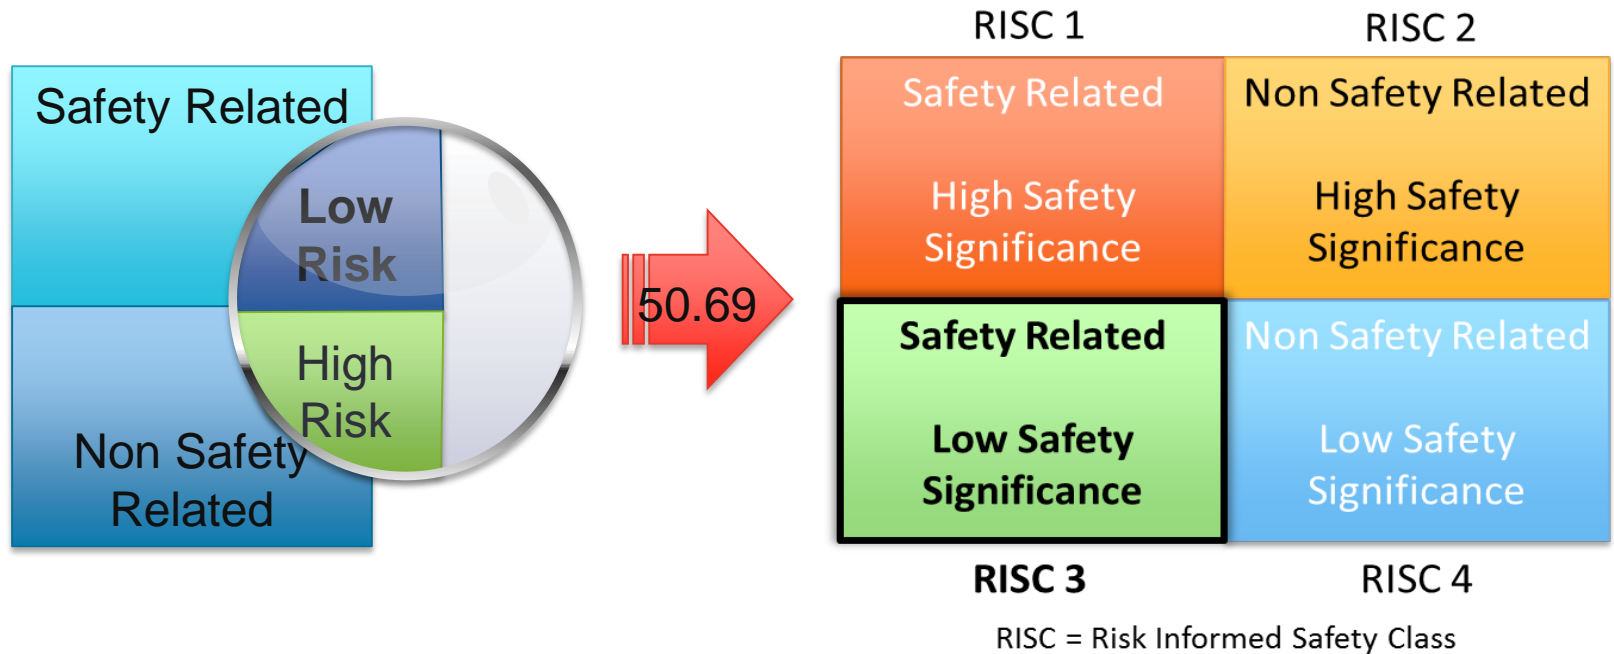 Safety Related
Low
Risk
High
Risk
Non Safety
Related
50.69
RISC 1
RISC 2
Safety Related
High Safety
Significance
Non Safety Related
High Safety
Significance
Safety Related
Low Safety
Significance
Non Safety Related
Low Safety
Significance
RISC 3
RISC 4
RISC = Risk Informed Safety Class